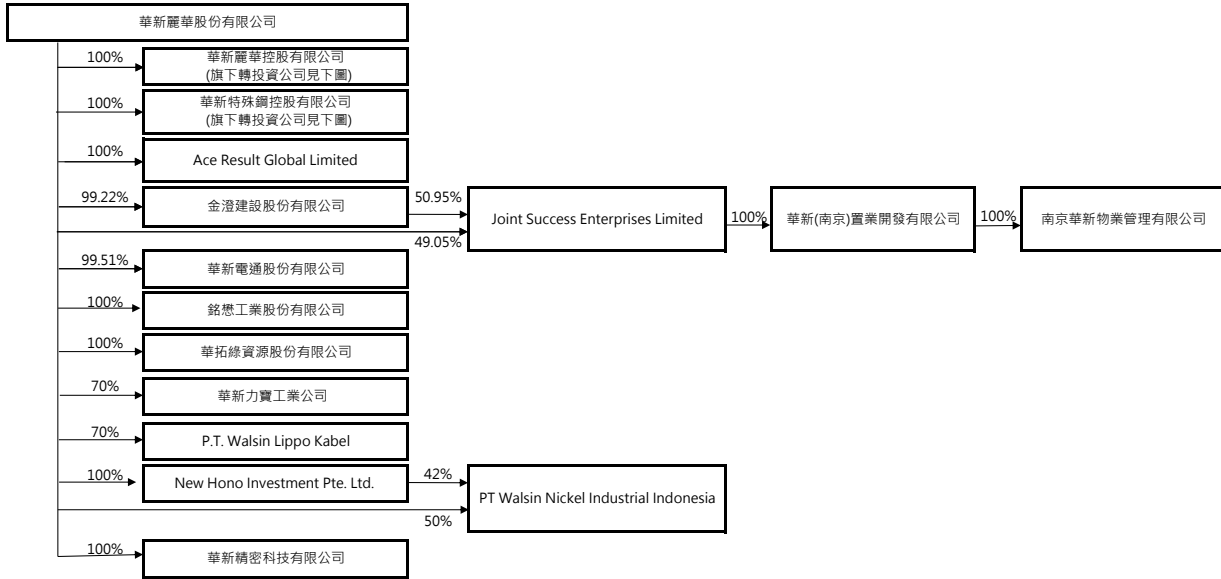 華新麗華股份有限公司
100%
華新麗華控股有限公司
(旗下轉投資公司見下圖)
100%
華新特殊鋼控股有限公司
(旗下轉投資公司見下圖)
100%
Ace Result Global Limited
99.22%
金澄建設股份有限公司
50.95%
49.05%
Joint Success Enterprises Limited
100%
華新(南京)置業開發有限公司
100%
南京華新物業管理有限公司
99.51%
華新電通股份有限公司
100%
銘懋工業股份有限公司
100%
華拓綠資源股份有限公司
70%
華新力寶工業公司
70%
P.T. Walsin Lippo Kabel
100%
New Hono Investment Pte. Ltd.
42%
50%
PT Walsin Nickel Industrial Indonesia
100%
華新精密科技有限公司